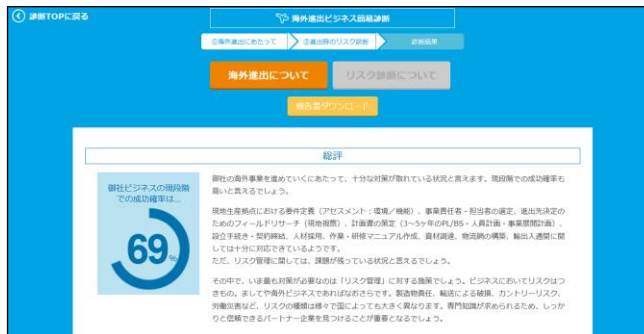 診断TOPに戻る
海外進出ビジネス簡易診断
①海外進出にあたって
②進出時のリスク診断
診断結果
海外進出について
リスク診断について
報告書ダウンロード
総評
御社ビジネスの現段階
での成功確率は...
69%
御社の海外事業を進めていくにあたって、十分な対策が取れている状況と言えます。現段階での成功確率も
高いと言えるでしょう。
現地生産拠点における要件定義（アセスメント：環境／機能）、事業責任者・担当者の選定、進出先決定の
ためのフィールドリサーチ（現地視察）、計画書の策定（3〜5ヶ年のPL/BS・人員計画・事業展開計画）、
設立手続き・契約締結、人材採用、作業・研修マニュアル作成、資材調達、物流網の構築、輸出入通関に関
しては十分に対応できているようです。
ただ、リスク管理に関しては、課題が残っている状況と言えるでしょう。
その中で、いま最も対策が必要なのは「リスク管理」に対する施策でしょう。ビジネスにおいてリスクはつ
きもの。ましてや海外ビジネスであればなおさらです。製造物責任、輸送による破損、カントリーリスク、
労働災害など、リスクの種類は様々で国によっても大きく異なります。専門知識が求められるため、しっか
りと信頼できるパートナー企業を見つけることが重要となるでしょう。